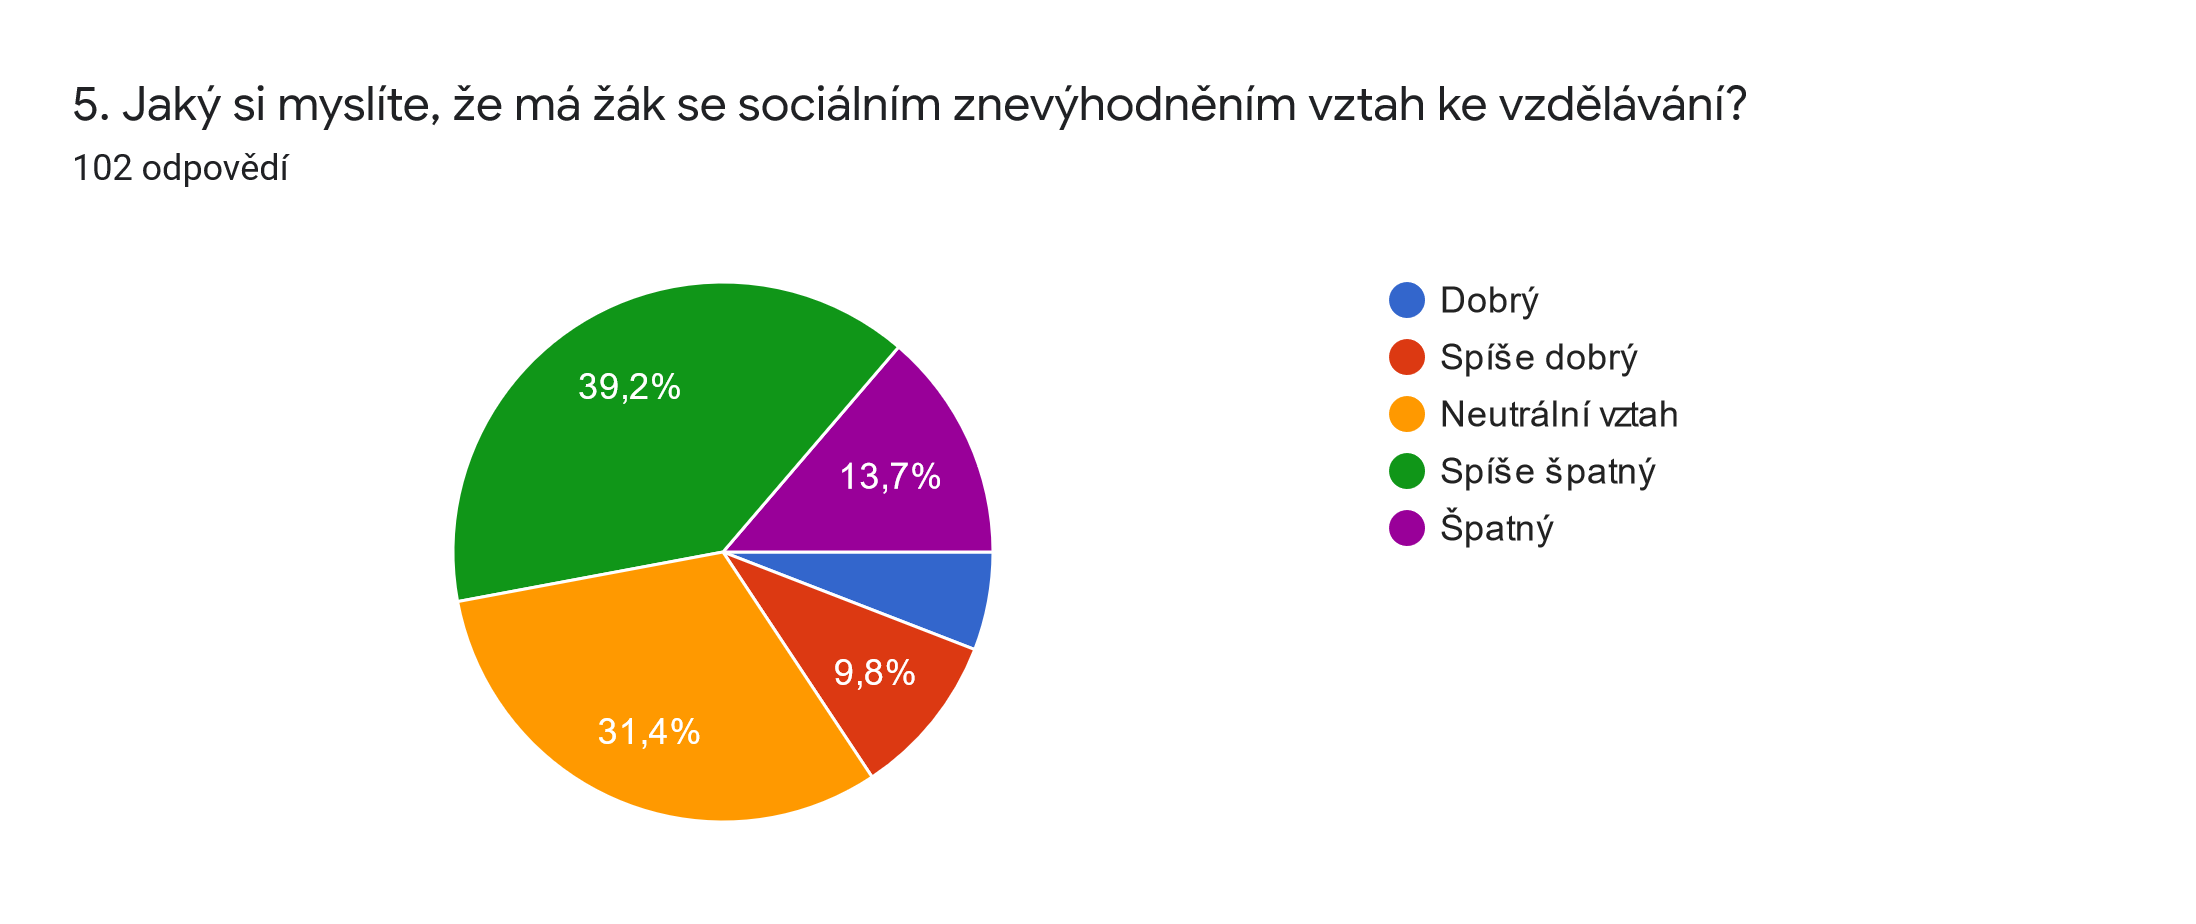 5. Jaký si myslíte, že má žák se sociálním znevýhodněním vztah ke vzdělávání?
102 odpovědí
39,2%
13,7%
9,8%
31,4%
Dobrý
Spíše dobrý
Neutrální vztah
Spíše špatný
Špatný